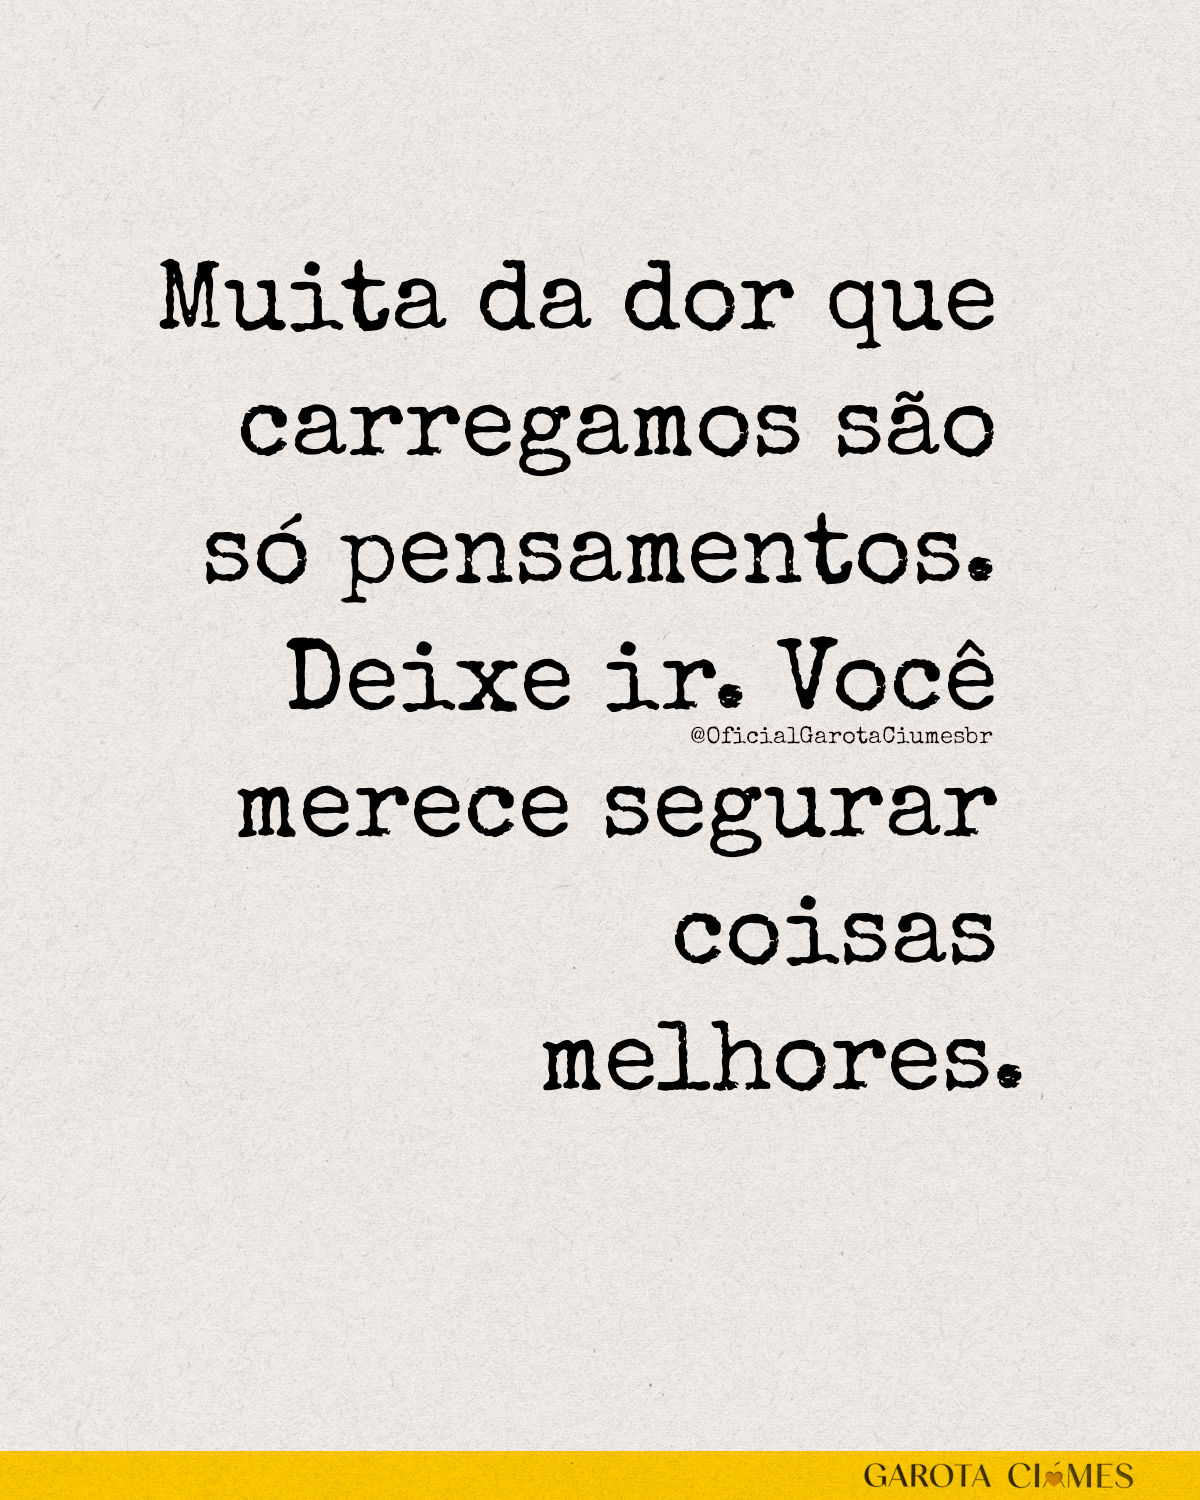 Muita da dor que
carregamos são
só pensamentos.
Deixe ir. Você
@OficialGarotaCiumesbr
merece segurar
coisas
melhores.
GAROTA CIÚMES